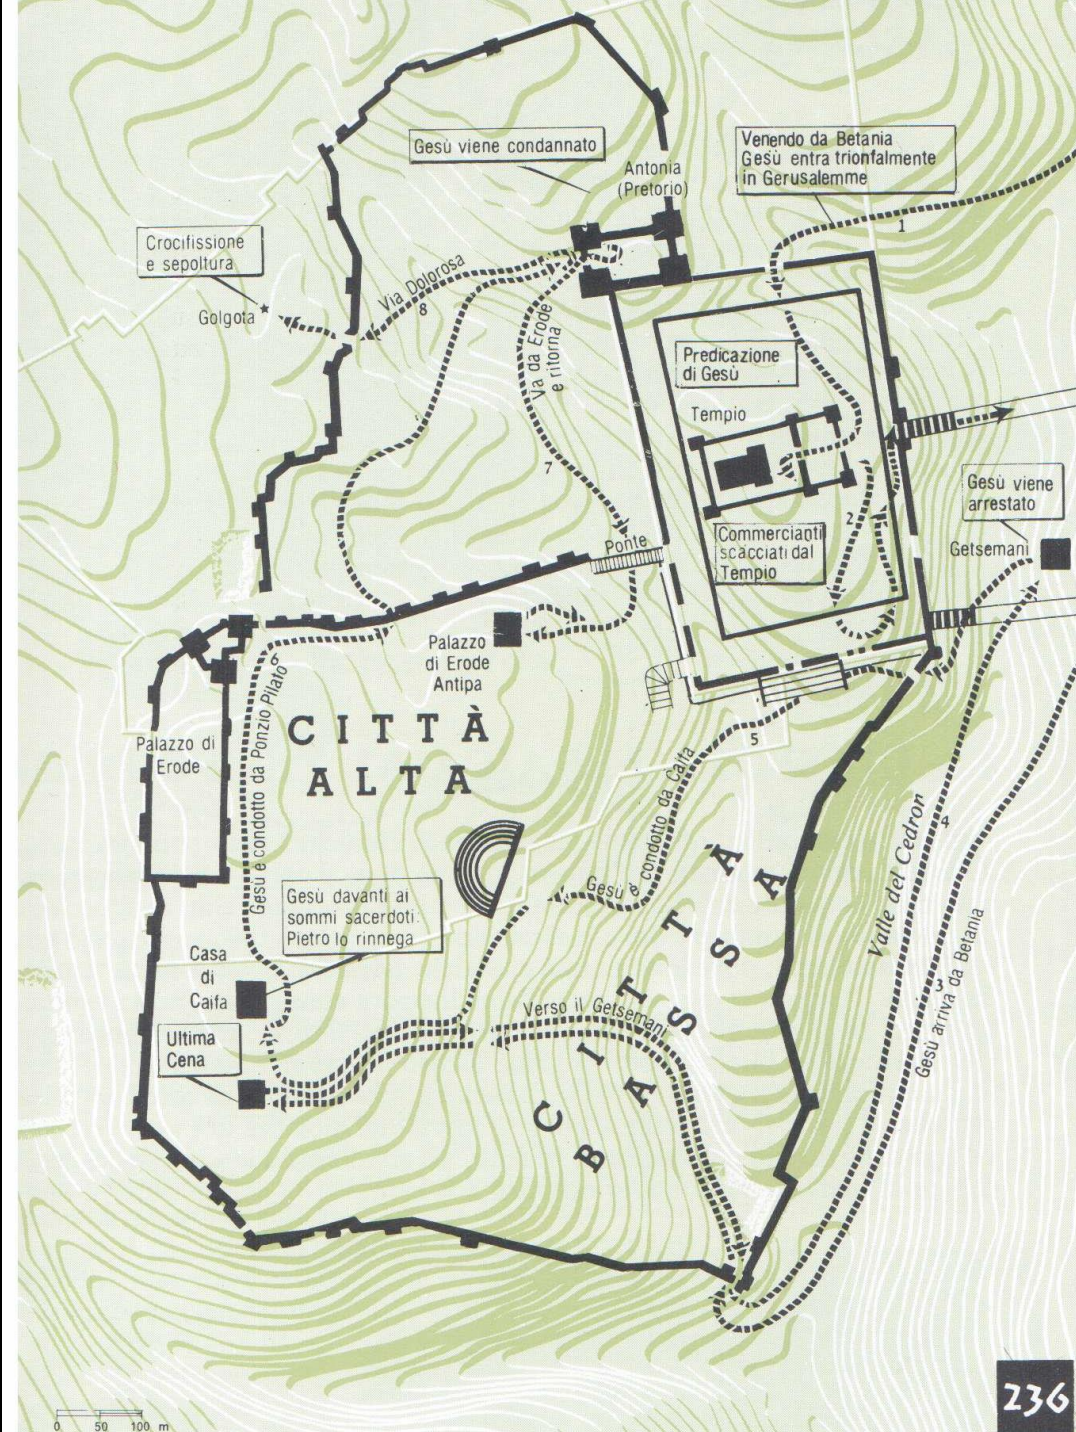 Gesù viene condannato
Venendo da Betania
Gesù entra trionfalmente
in Gerusalemme
Antonia
(Pretorio)
1
Crocifissione
e sepoltura
Golgota
Via Dolorosa
8
Va da Erode
e ritorna
7
Predicazione
di Gesù
Tempio
2
Commercianti
scacciati dal
Tempio
Gesù viene
arrestato
Getsemani
Ponte
Palazzo
di Erode
Antipa
6
Gesù è condotto da Ponzio Pilato
Palazzo di
Erode
CITTÀ
ALTA
5
Gesù è condotto da Caifa
4
Valle del Cedron
3
Gesù arriva da Betania
Gesù davanti ai
sommi sacerdoti:
Pietro lo rinnega
Casa
di
Caifa
Ultima
Cena
Verso il Getsemani
CITTÀ
BASSA
0 50 100 m
236